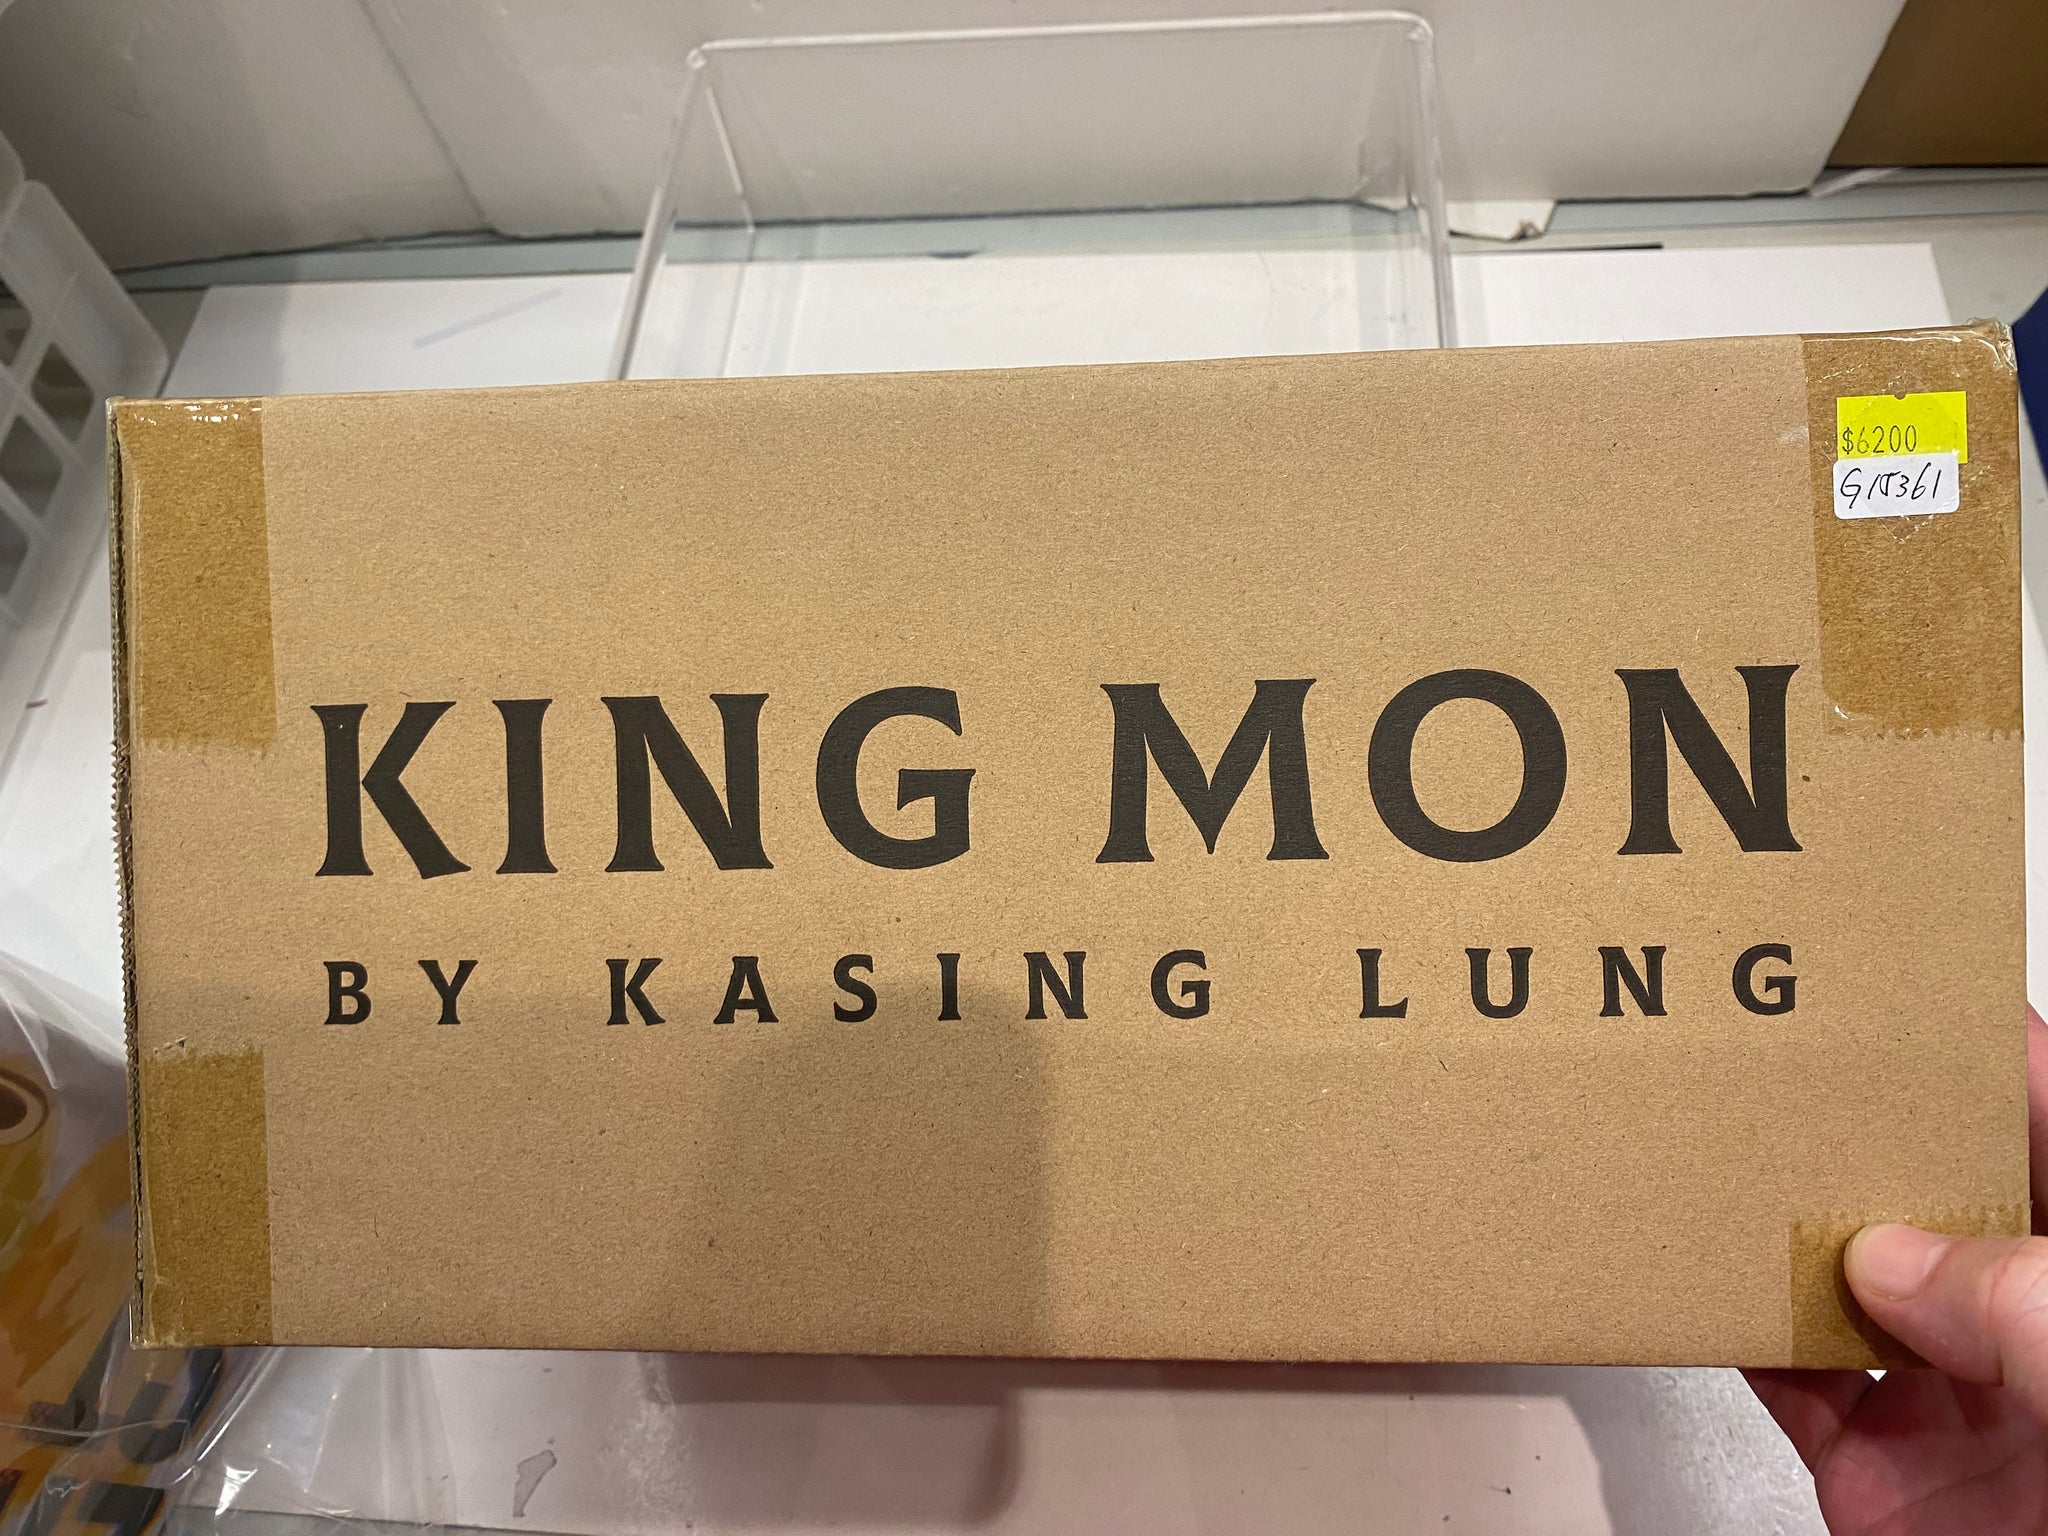 $6200
G15361
KING MON
BY KASING LUNG